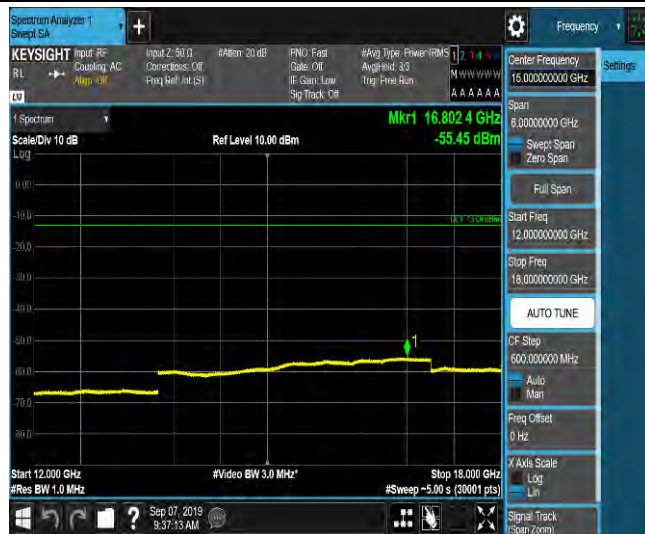 Spectrum Analyzer 1
Swept SA
+
Frequency
KEYSIGHT
RL
Input: RF
Coupling: AC
Align: Off
Input Z: 50 Ω
Corrections: Off
Freq Ref: Int (S)
#Atten: 20 dB
PNO: Fast
Gate: Off
IF Gain: Low
Sig Track: Off
#Avg Type: Power (RMS
Avg|Hold: 3/3
Trig: Free Run
M W W W W W
A A A A A A
1 Spectrum
Scale/Div 10 dB
Log
Ref Level 10.00 dBm
Mkr1 16.802 4 GHz
-55.45 dBm
0.00
-10.0
-20.0
-30.0
-40.0
-50.0
-60.0
-70.0
-80.0
1
Start 12.000 GHz
#Res BW 1.0 MHz
#Video BW 3.0 MHz*
Stop 18.000 GHz
#Sweep ~5.00 s (30001 pts)
Center Frequency
15.000000000 GHz
Span
6.00000000 GHz
Swept Span
Zero Span
Full Span
Start Freq
12.000000000 GHz
Stop Freq
18.000000000 GHz
AUTO TUNE
CF Step
600.000000 MHz
Auto
Man
Freq Offset
0 Hz
X Axis Scale
Log
Lin
Signal Track
(Span Zoom)
Settings
?
Sep 07, 2019
9:37:13 AM